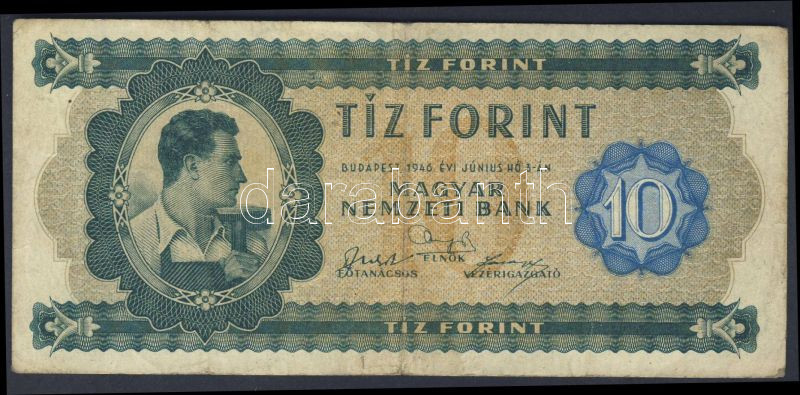 TÍZ FORINT
TÍZ FORINT
BUDAPEST, 1946. ÉVI JÚNIUS HÓ 3-ÁN
MAGYAR
NEMZETI BANK
10
darabanth
ELNÖK
FŐTANÁCSOS
VEZÉRIGAZGATÓ
TÍZ FORINT